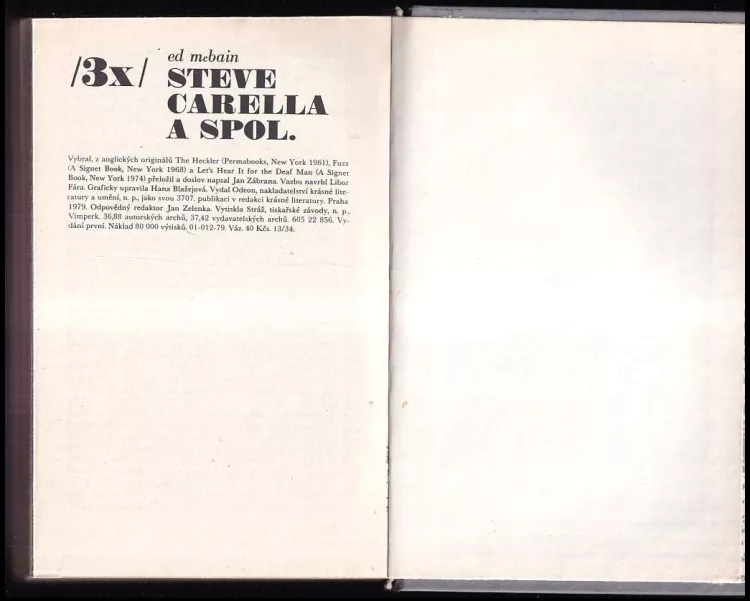 /3x/
ed mcbain
STEVE
CARELLA
A SPOL.
Vybral, z anglických originálů The Heckler (Permabooks, New York 1961), Fuzz
(A Signet Book, New York 1968) a Let's Hear It for the Deaf Man (A Signet
Book, New York 1974) přeložil a doslov napsal Jan Zábrana. Vazbu navrhl Libor
Fára. Graficky upravila Hana Blažejová. Vydal Odeon, nakladatelství krásné lite-
ratury a umění, n. p., jako svou 3707. publikaci v redakci krásné literatury. Praha
1979. Odpovědný redaktor Jan Zelenka. Vytiskla Stráž, tiskařské závody, n. p.,
Vimperk. 36,88 autorských archů, 37,42 vydavatelských archů. 605 22 856. Vy-
dání první. Náklad 80 000 výtisků. 01-012-79. Váz. 40 Kčs. 13/34.